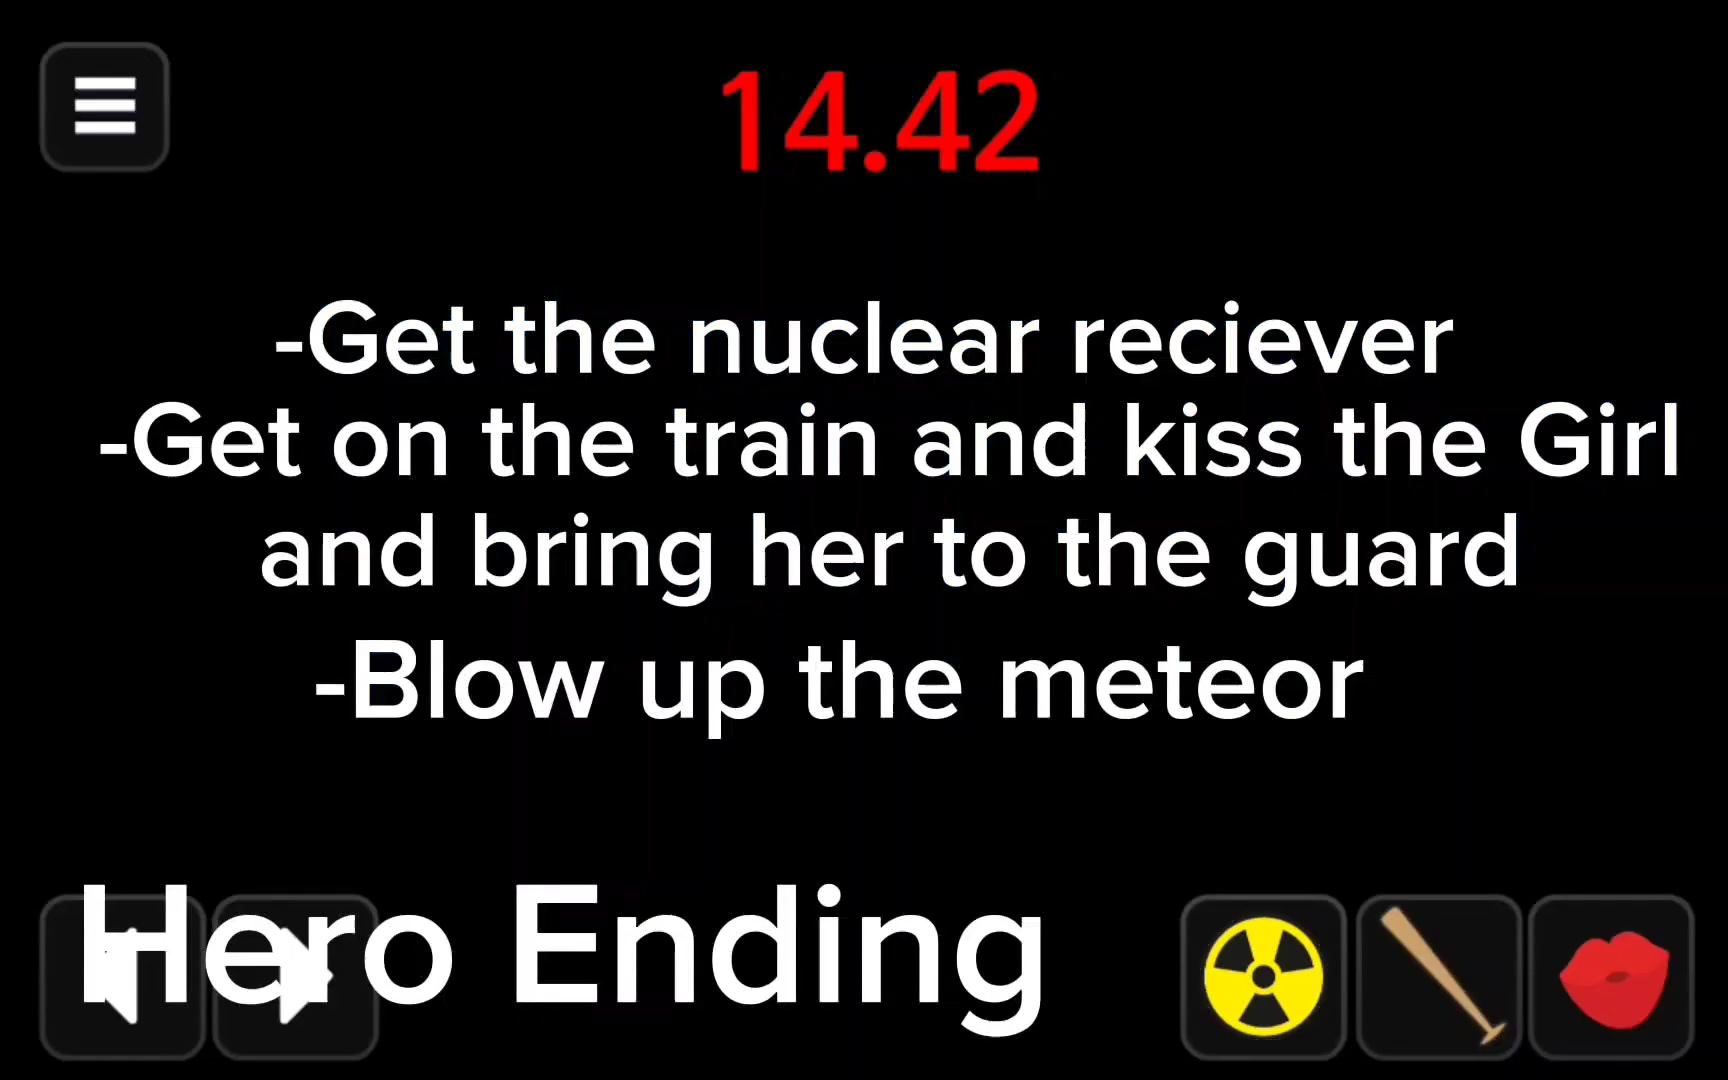 14.42
-Get the nuclear reciever
-Get on the train and kiss the Girl
and bring her to the guard
-Blow up the meteor
Hero Ending